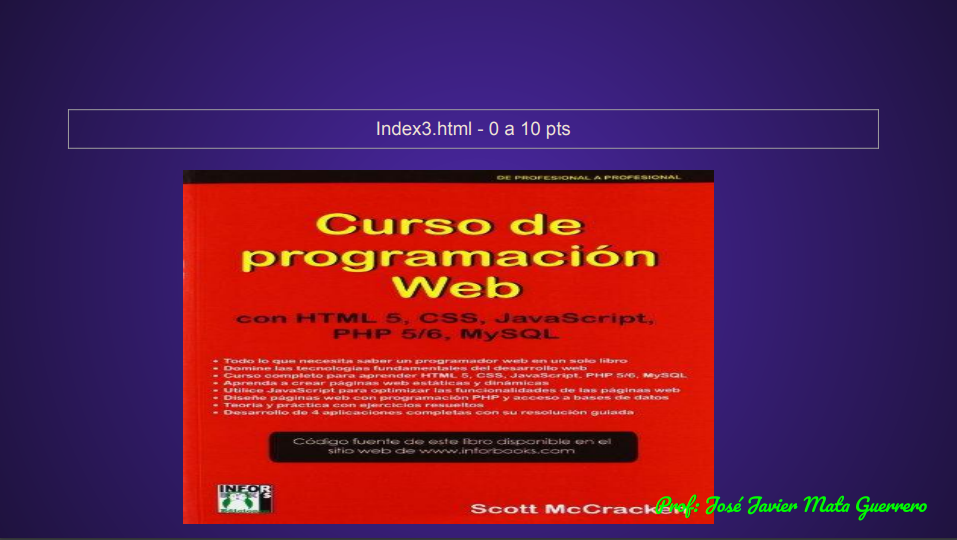 Index3.html - 0 a 10 pts
DE PROFESIONAL A PROFESIONAL
Curso de
programación
Web
con HTML 5, CSS, JavaScript,
PHP 5/6, MySQL
• Todo lo que necesita saber un programador web en un solo libro
• Domine las tecnologías fundamentales del desarrollo web
• Curso completo para aprender HTML 5, CSS, JavaScript, PHP 5/6, MySQL
• Aprenda a crear páginas web estáticas y dinámicas
• Utilice JavaScript para optimizar las funcionalidades de las páginas web
• Diseñe páginas web con programación PHP y acceso a bases de datos
• Teoría y práctica con ejercicios resueltos
• Desarrollo de 4 aplicaciones completas con su resolución guiada
Código fuente de este libro disponible en el
sitio web de www.inforbooks.com
INFOR
Scott McCracken
Prof: José Javier Mata Guerrero